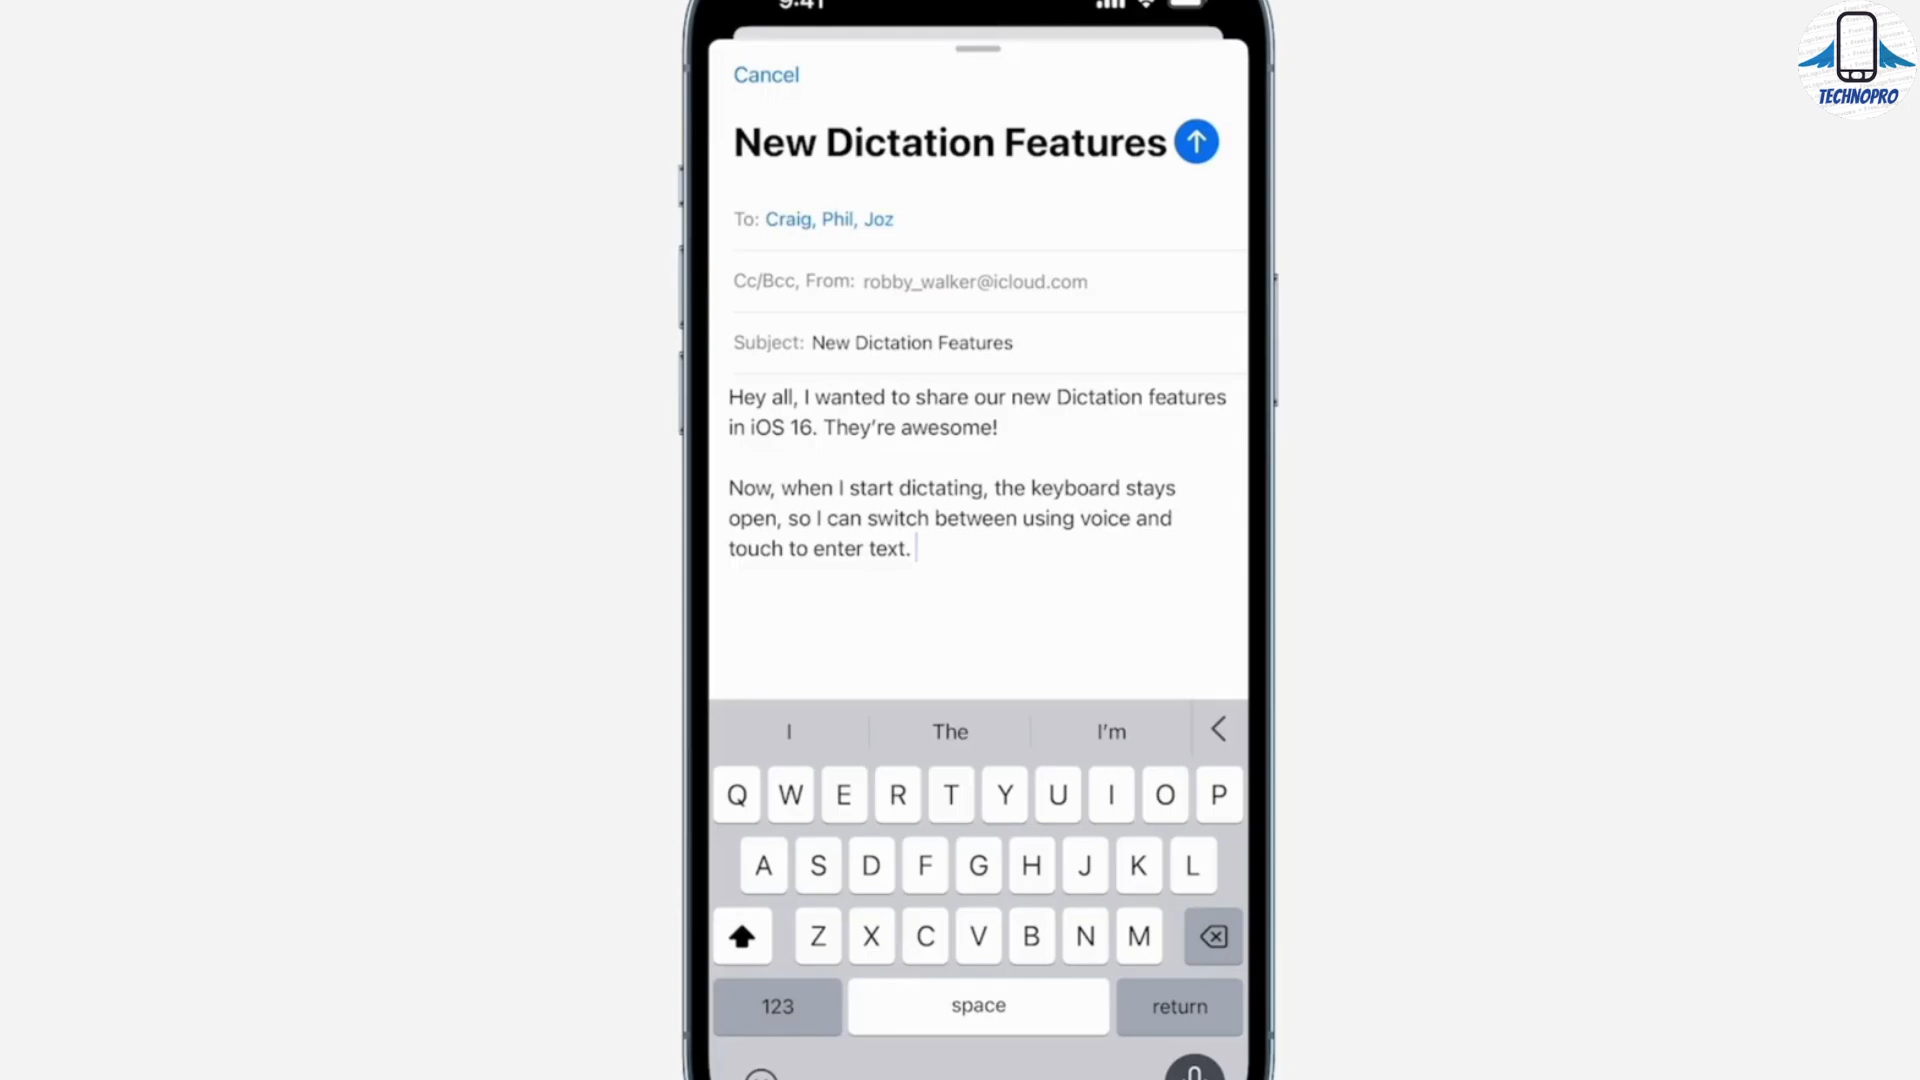 9:41
TECHNOPRO
Cancel
New Dictation Features
To: Craig, Phil, Joz
Cc/Bcc, From: robby_walker@icloud.com
Subject: New Dictation Features
Hey all, I wanted to share our new Dictation features
in iOS 16. They're awesome!
Now, when I start dictating, the keyboard stays
open, so I can switch between using voice and
touch to enter text.
I The I'm
Q W E R T Y U I O P
A S D F G H J K L
Z X C V B N M
123 space return